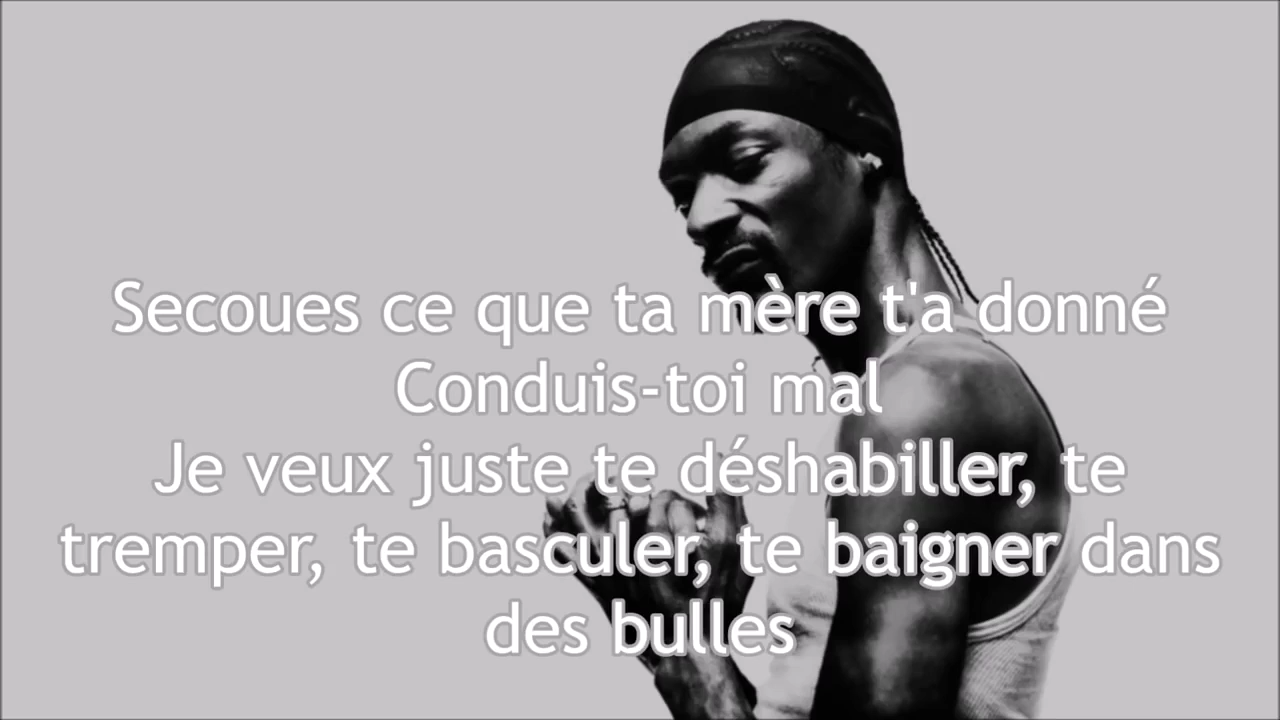 Secoues ce que ta mère t'a donné
Conduis-toi mal
Je veux juste te déshabiller, te
tremper, te basculer, te baigner dans
des bulles